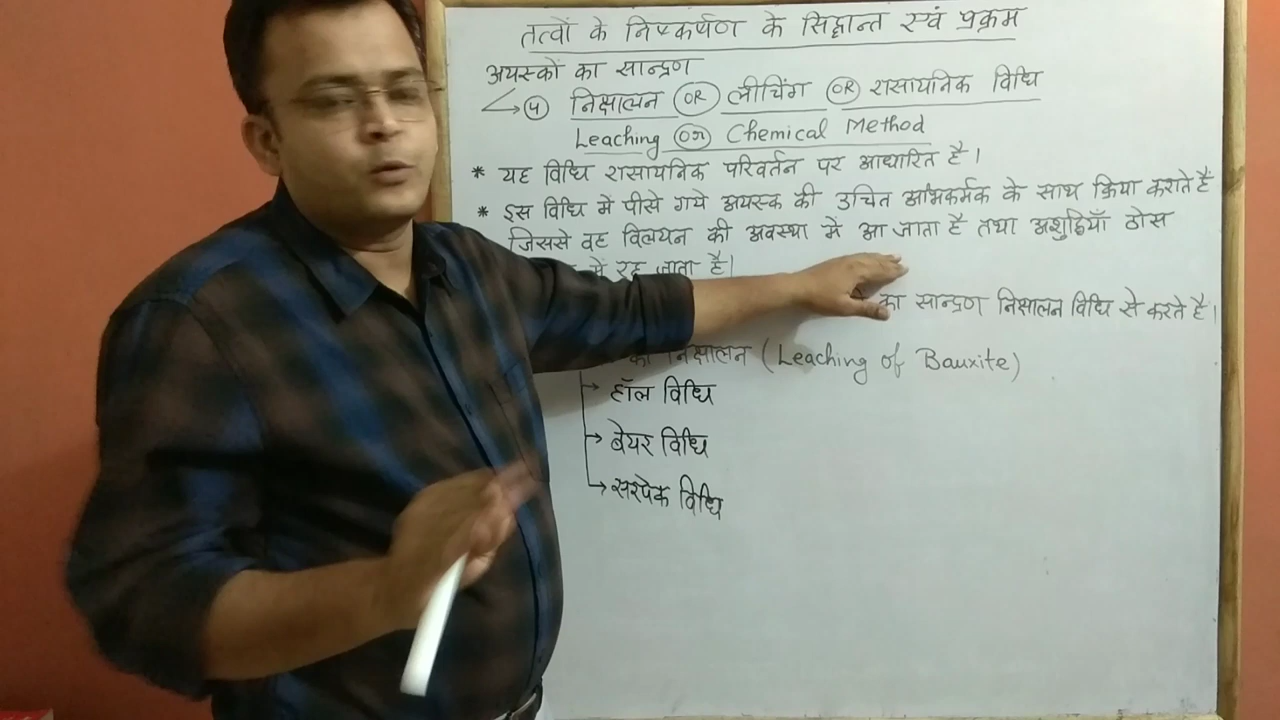 तत्वों के निष्कर्षण के सिद्धान्त एवं प्रक्रम
अयस्कों का सान्द्रण
→ ④ निक्षालन OR लीचिंग OR रासायनिक विधि
Leaching OR Chemical Method
* यह विधि रासायनिक परिवर्तन पर आधारित है।
* इस विधि में पीसे गये अयस्क की उचित अभिकर्मक के साथ क्रिया कराते हैं
जिससे वह विलयन की अवस्था में आ जाता है तथा अशुद्धियाँ ठोस
में रह जाता है।
का सान्द्रण निक्षालन विधि से करते है।
का निक्षालन (Leaching of Bauxite)
→ हॉल विधि
→ बेयर विधि
→ सरपेक विधि